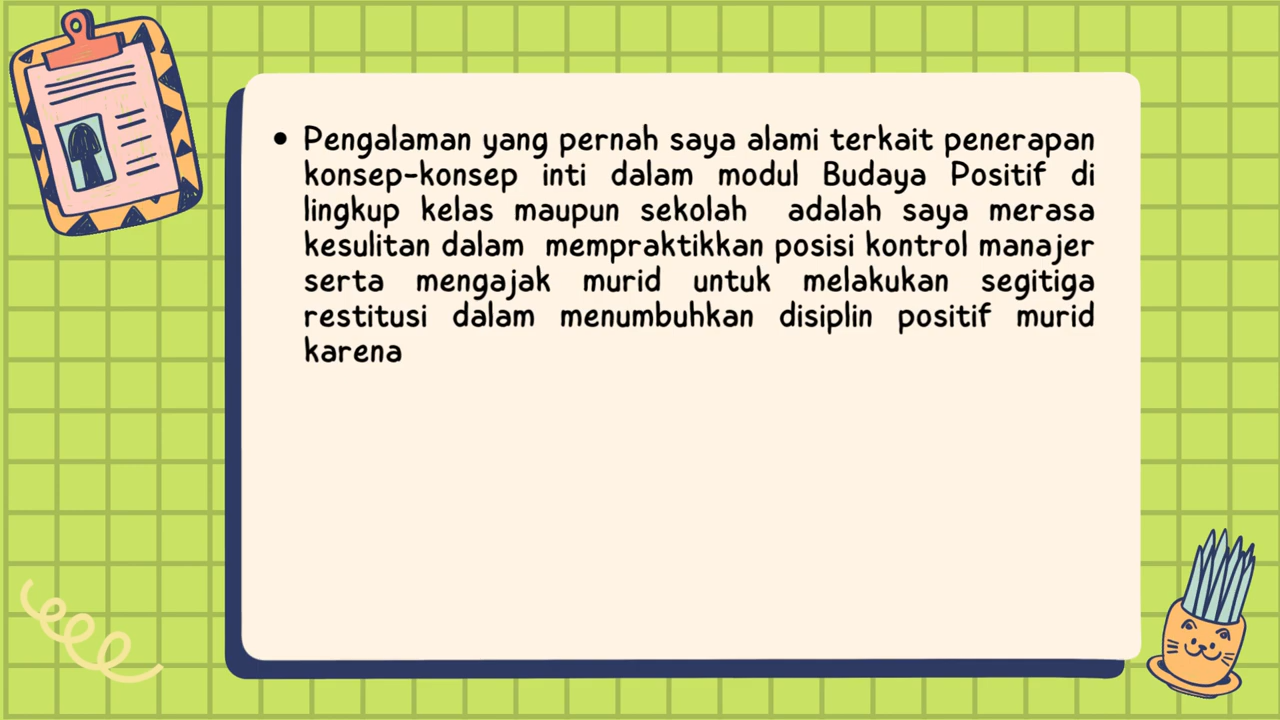 • Pengalaman yang pernah saya alami terkait penerapan
konsep-konsep inti dalam modul Budaya Positif di
lingkup kelas maupun sekolah adalah saya merasa
kesulitan dalam mempraktikkan posisi kontrol manajer
serta mengajak murid untuk melakukan segitiga
restitusi dalam menumbuhkan disiplin positif murid
karena